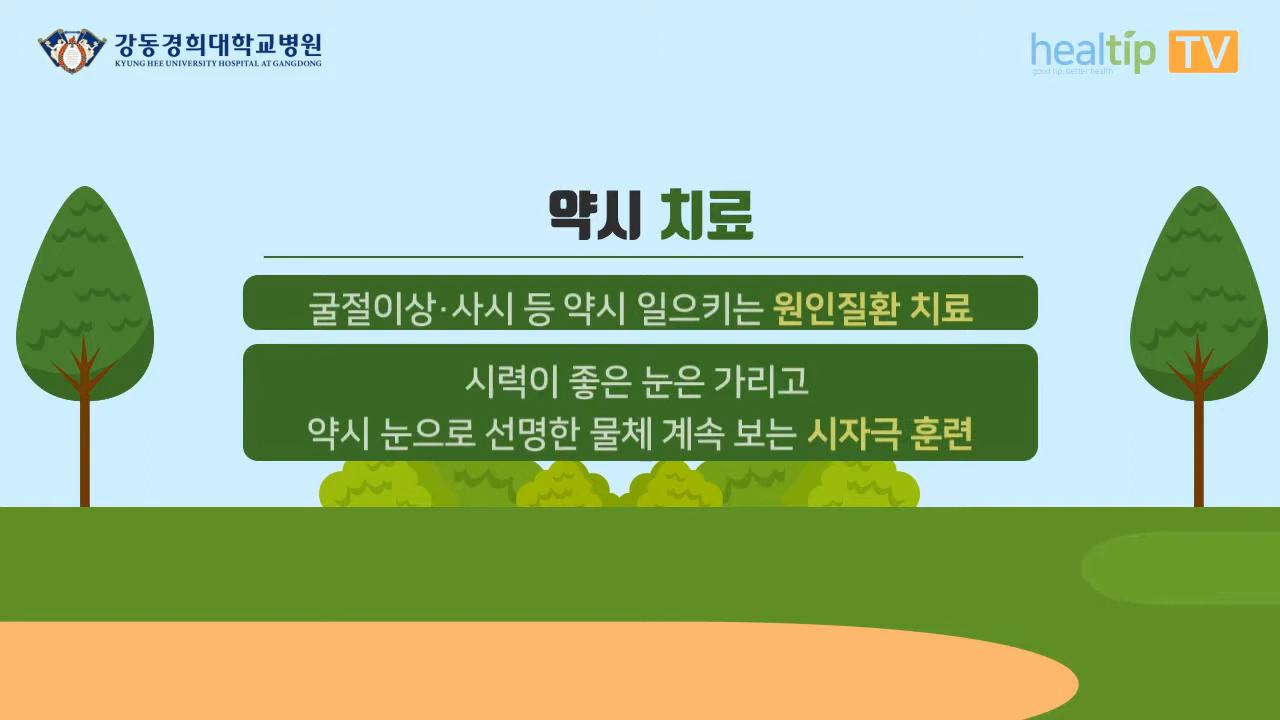 강동경희대학교병원
KYUNG HEE UNIVERSITY HOSPITAL AT GANGDONG
healtip TV
good tip, better health
약시 치료
굴절이상·사시 등 약시 일으키는 원인질환 치료
시력이 좋은 눈은 가리고
약시 눈으로 선명한 물체 계속 보는 시자극 훈련